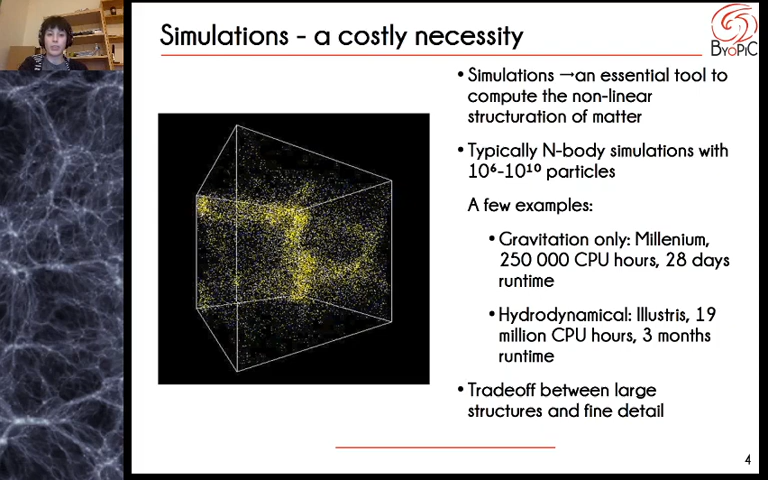 Simulations - a costly necessity
BYOPIC
• Simulations →an essential tool to
compute the non-linear
structuration of matter
• Typically N-body simulations with
10⁶-10¹⁰ particles
A few examples:
• Gravitation only: Millenium,
250 000 CPU hours, 28 days
runtime
• Hydrodynamical: Illustris, 19
million CPU hours, 3 months
runtime
• Tradeoff between large
structures and fine detail
4